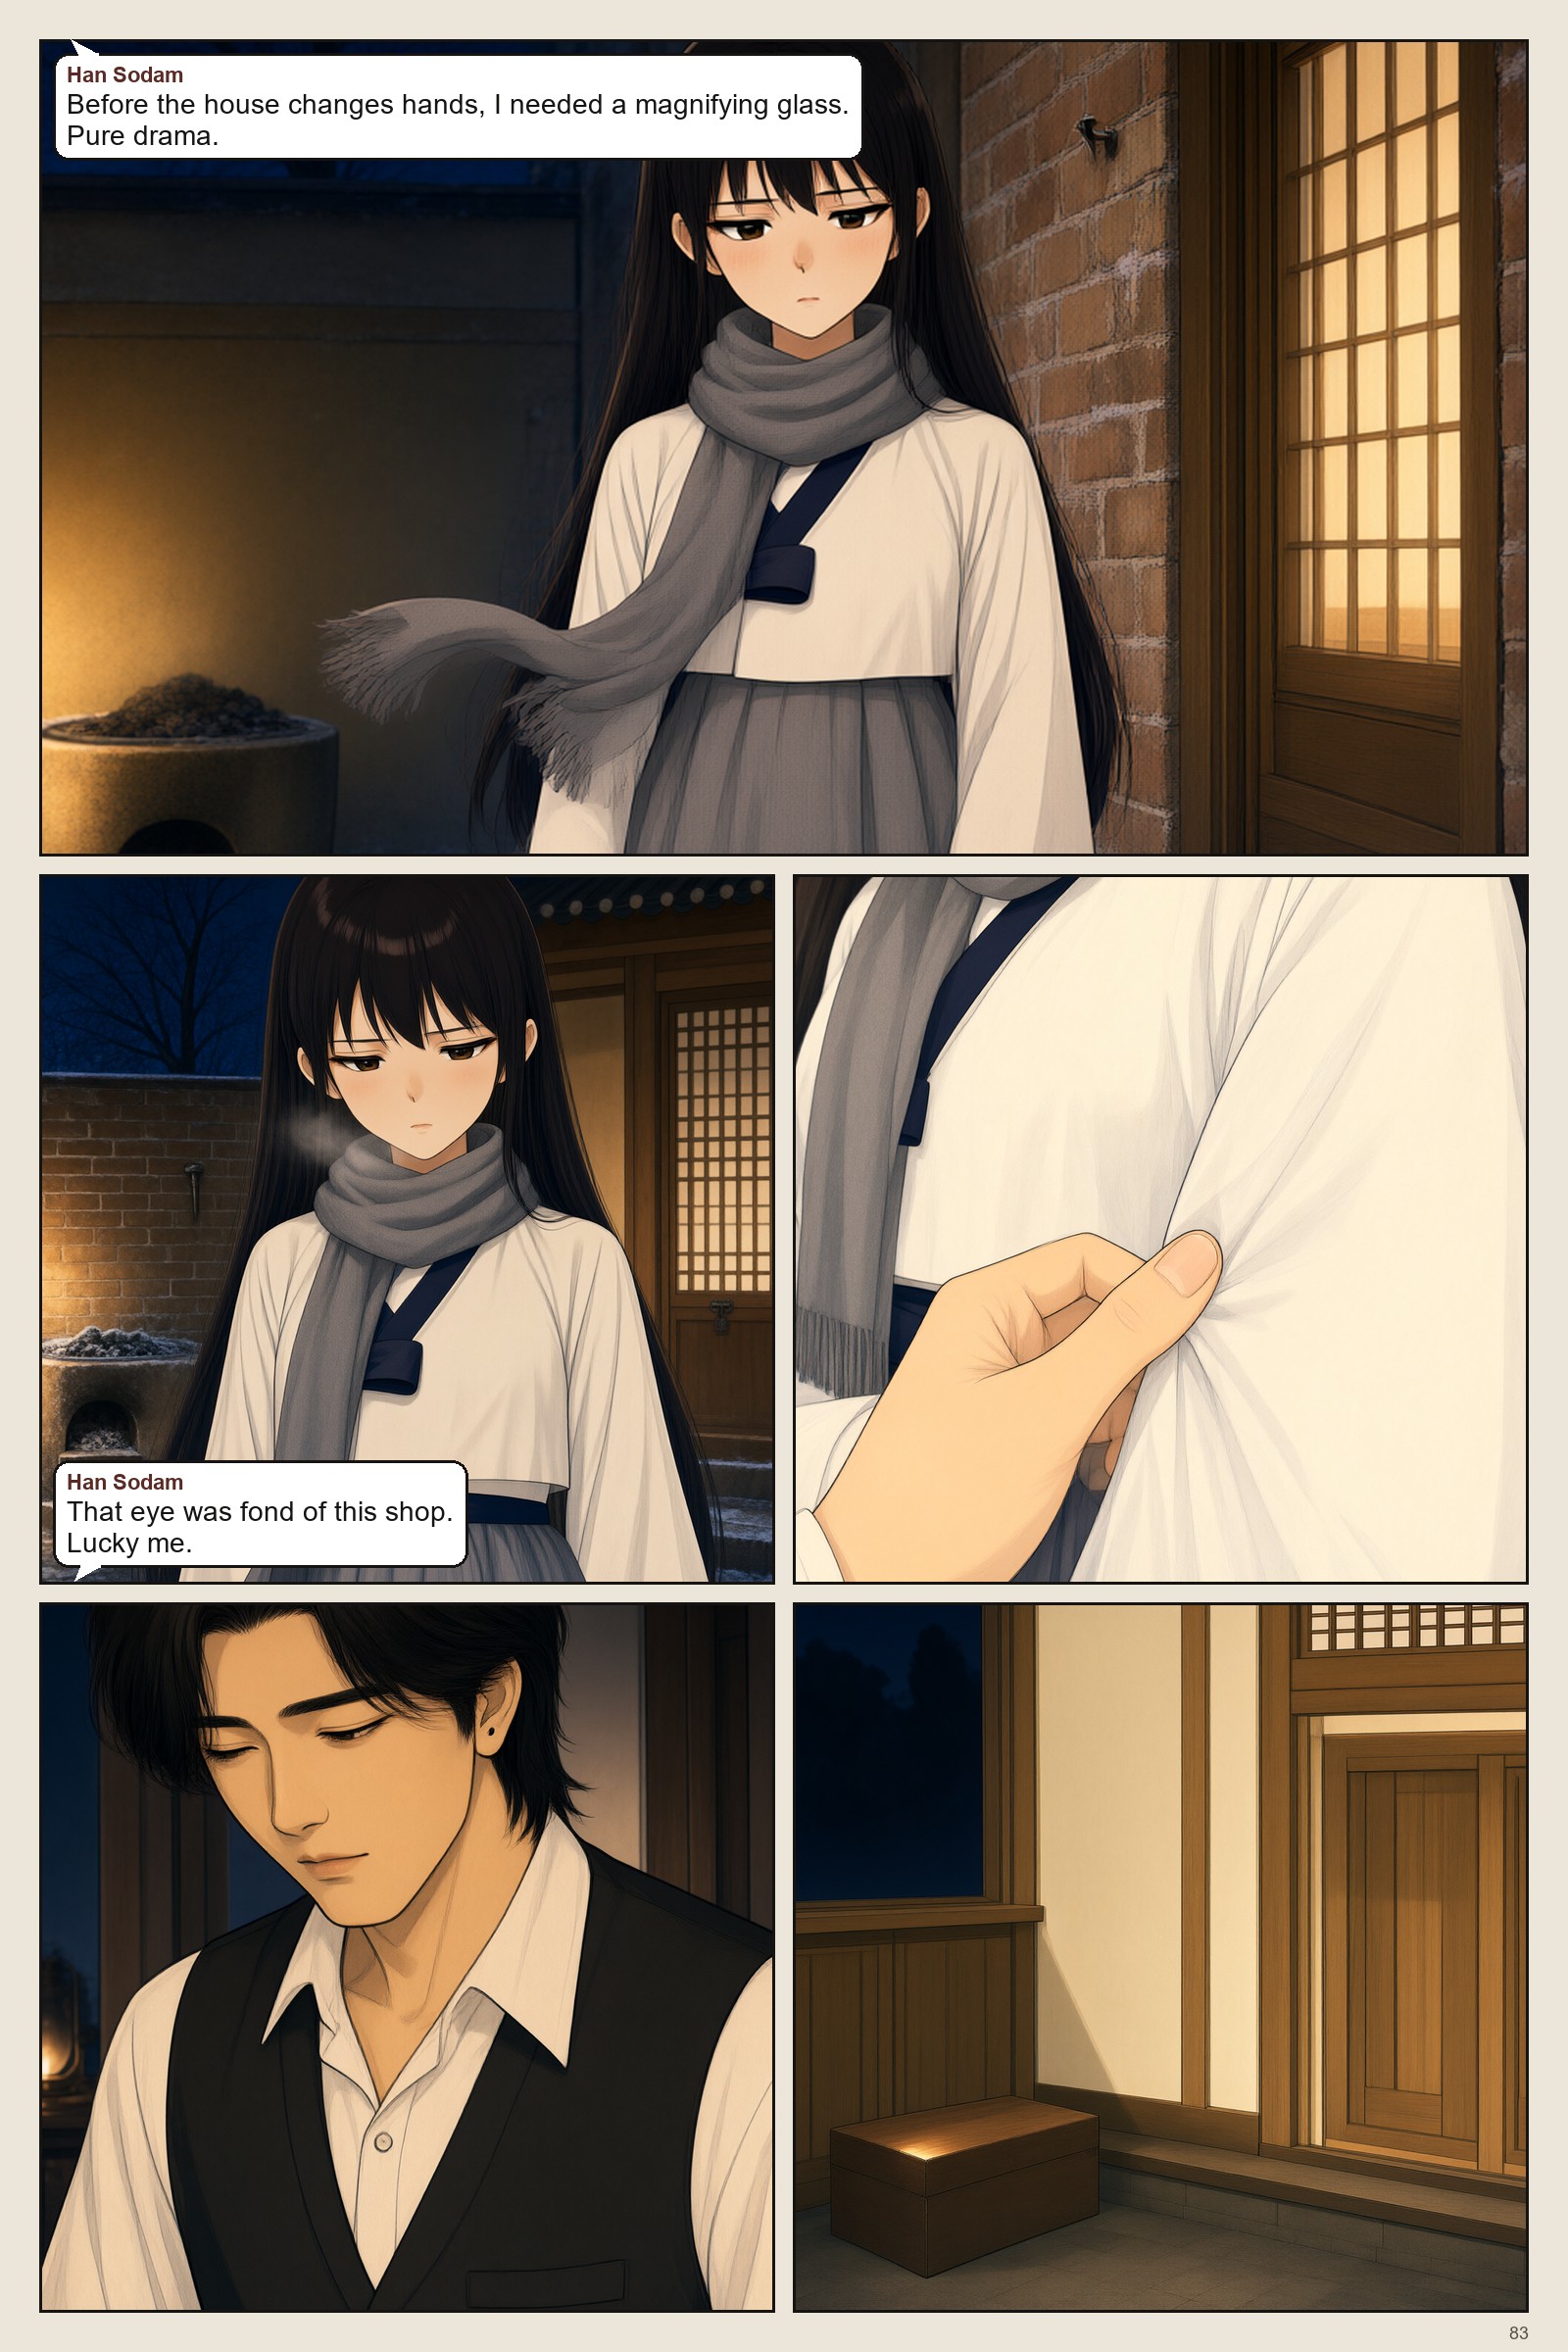 Han Sodam
Before the house changes hands, I needed a magnifying glass.
Pure drama.
Han Sodam
That eye was fond of this shop.
Lucky me.
83